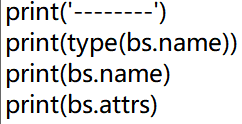 print('--------')
print(type(bs.name))
print(bs.name)
print(bs.attrs)